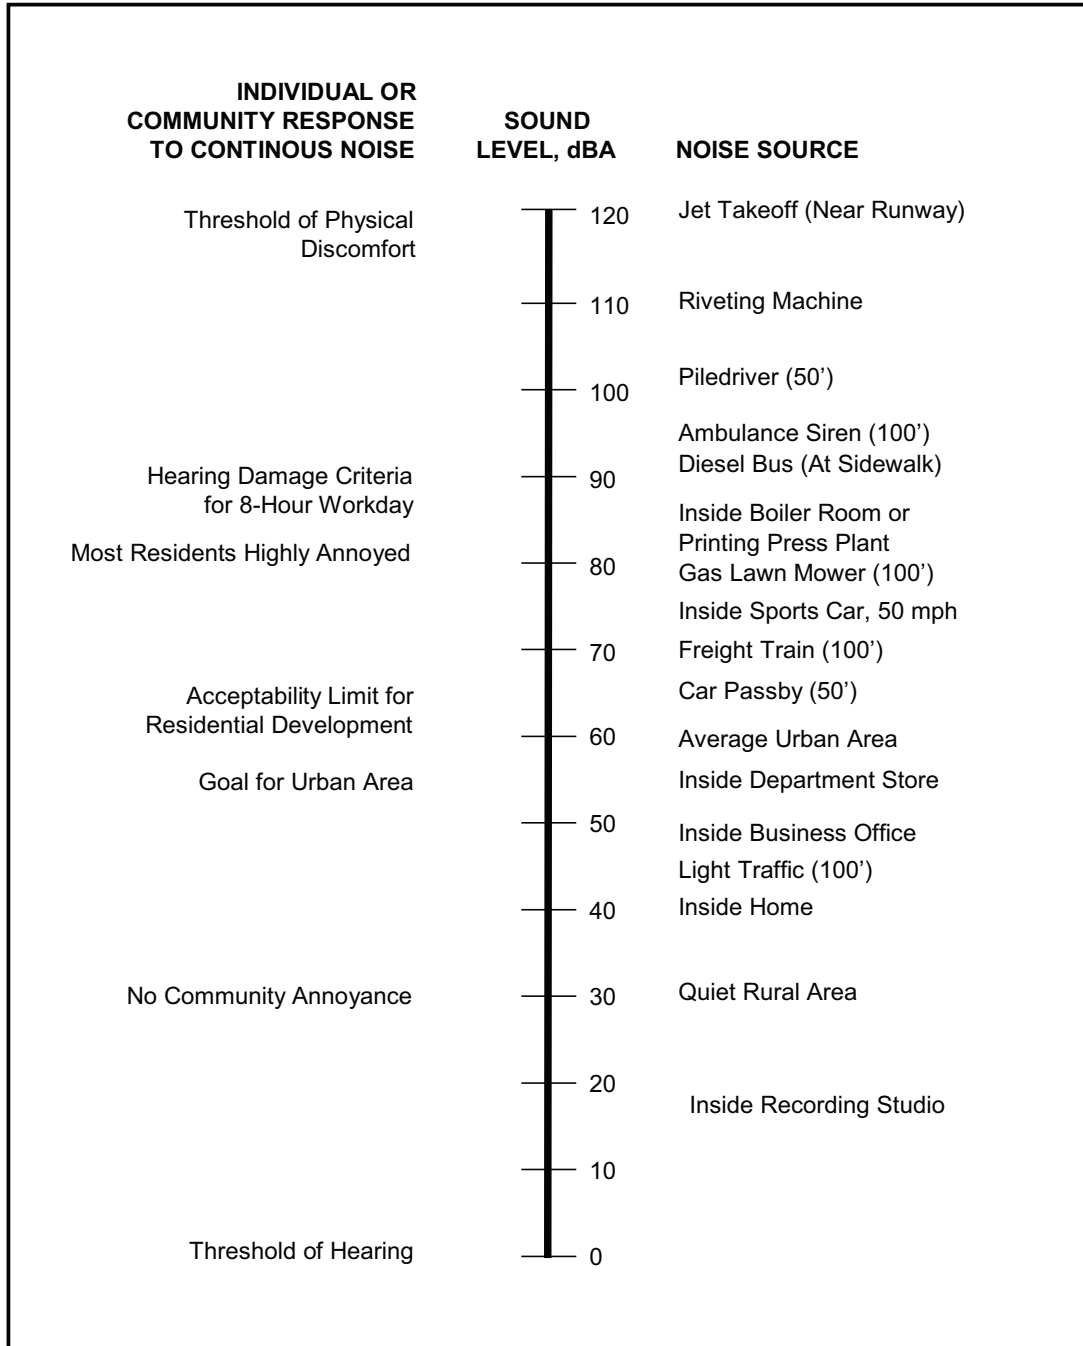 INDIVIDUAL OR
COMMUNITY RESPONSE
TO CONTINOUS NOISE
SOUND
LEVEL, dBA
NOISE SOURCE
Threshold of Physical
Discomfort
120
Jet Takeoff (Near Runway)
110
Riveting Machine
100
Piledriver (50’)
Ambulance Siren (100’)
Diesel Bus (At Sidewalk)
Hearing Damage Criteria
for 8-Hour Workday
90
Inside Boiler Room or
Printing Press Plant
Most Residents Highly Annoyed
80
Gas Lawn Mower (100’)
Inside Sports Car, 50 mph
70
Freight Train (100’)
Acceptability Limit for
Residential Development
Car Passby (50’)
60
Average Urban Area
Goal for Urban Area
Inside Department Store
50
Inside Business Office
Light Traffic (100’)
40
Inside Home
No Community Annoyance
30
Quiet Rural Area
20
Inside Recording Studio
10
Threshold of Hearing
0